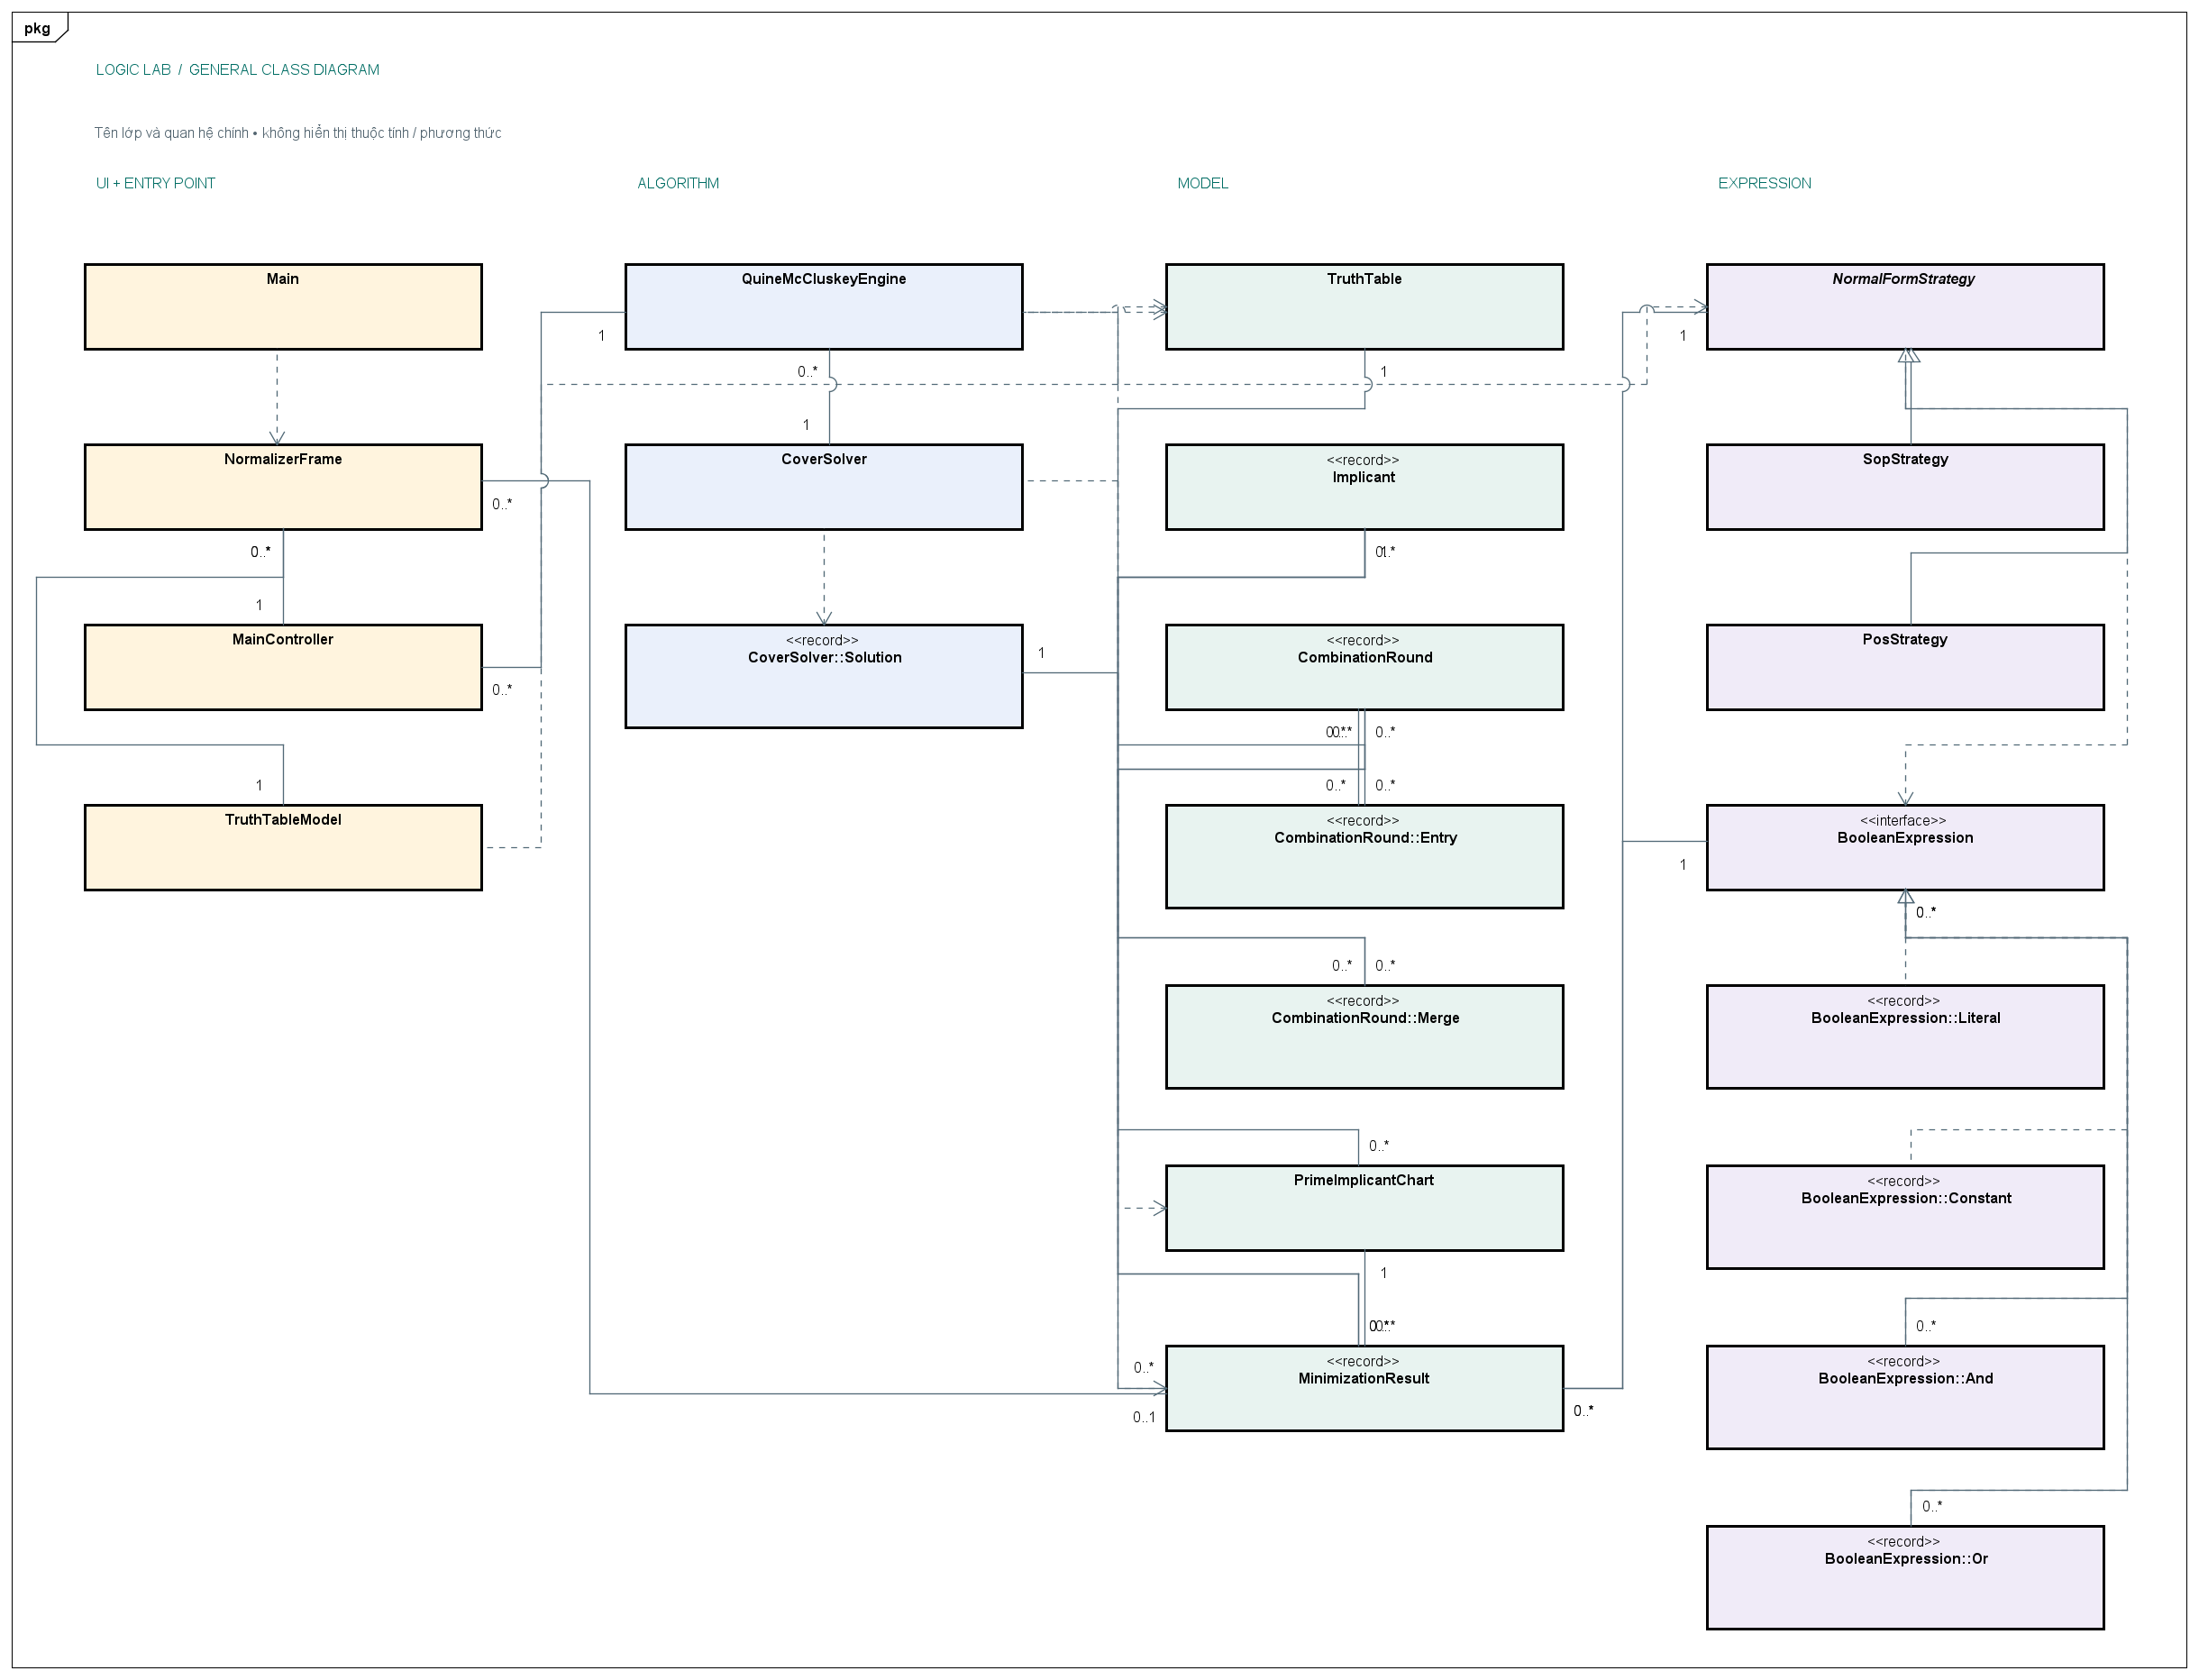 pkg
LOGIC LAB / GENERAL CLASS DIAGRAM
Tên lớp và quan hệ chính • không hiển thị thuộc tính / phương thức
UI + ENTRY POINT
ALGORITHM
MODEL
EXPRESSION
Main
QuineMcCluskeyEngine
TruthTable
NormalFormStrategy
1
1
0..*
1
1
NormalizerFrame
CoverSolver
<<record>>
Implicant
SopStrategy
0..*
0..*
1
0..*
MainController
<<record>>
CoverSolver::Solution
1
<<record>>
CombinationRound
PosStrategy
0..*
0..*
0..*
1
0..*
0..*
TruthTableModel
<<record>>
CombinationRound::Entry
<<interface>>
BooleanExpression
1
0..*
0..*
0..*
<<record>>
CombinationRound::Merge
<<record>>
BooleanExpression::Literal
0..*
PrimeImplicantChart
<<record>>
BooleanExpression::Constant
1
0..*
0..*
0..*
<<record>>
MinimizationResult
<<record>>
BooleanExpression::And
0..1
0..*
0..*
<<record>>
BooleanExpression::Or